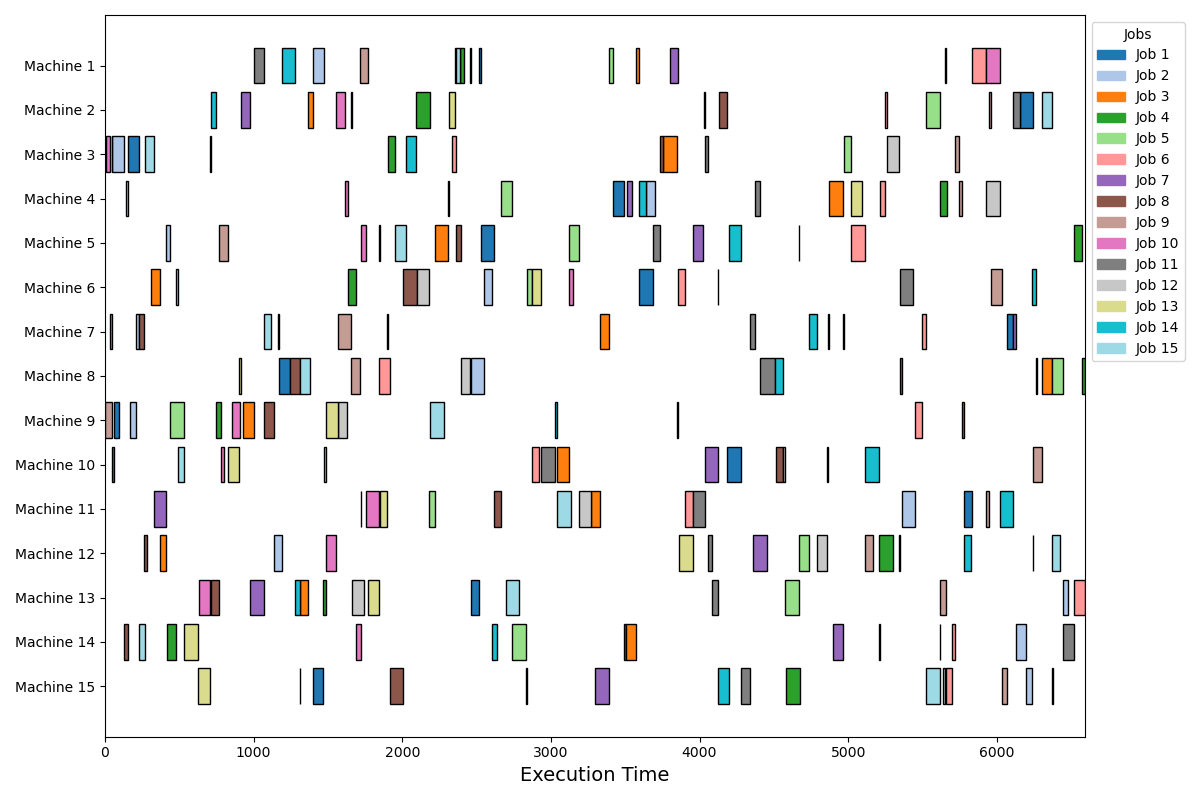 Machine 1
Machine 2
Machine 3
Machine 4
Machine 5
Machine 6
Machine 7
Machine 8
Machine 9
Machine 10
Machine 11
Machine 12
Machine 13
Machine 14
Machine 15
0 1000 2000 3000 4000 5000 6000
Execution Time
Jobs
Job 1
Job 2
Job 3
Job 4
Job 5
Job 6
Job 7
Job 8
Job 9
Job 10
Job 11
Job 12
Job 13
Job 14
Job 15